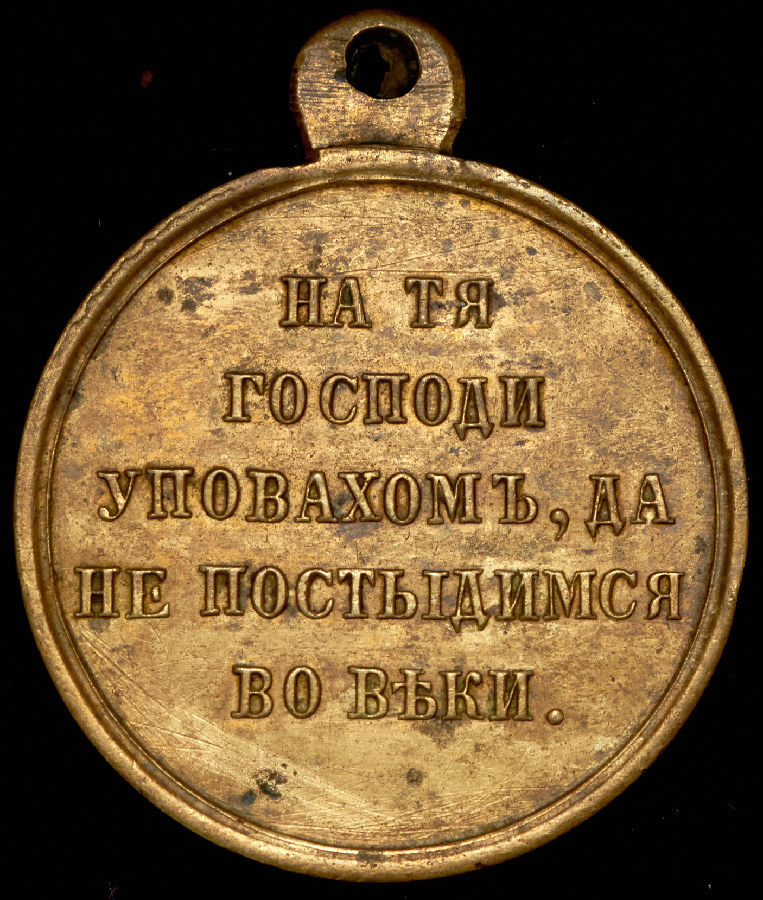 НА ТЯ
ГОСПОДИ
УПОВАХОМЪ, ДА
НЕ ПОСТЫДИМСЯ
ВО ВѢКИ.